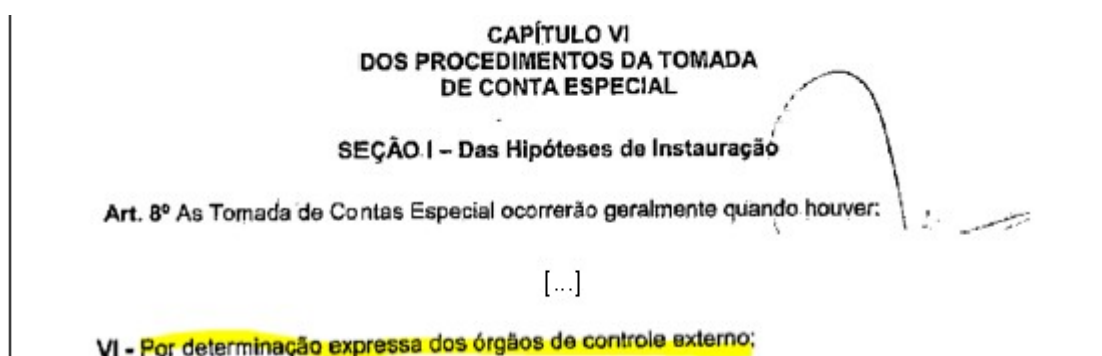 CAPÍTULO VI
DOS PROCEDIMENTOS DA TOMADA
DE CONTA ESPECIAL
SEÇÃO I – Das Hipóteses de Instauração
Art. 8º As Tomada de Contas Especial ocorrerão geralmente quando houver:
[...]
VI - Por determinação expressa dos órgãos de controle externo;